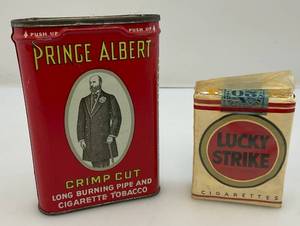 PUSH UP PUSH UP
PRINCE ALBERT
CRIMP CUT
LONG BURNING PIPE AND
CIGARETTE TOBACCO
LUCKY
STRIKE
CIGARETTES